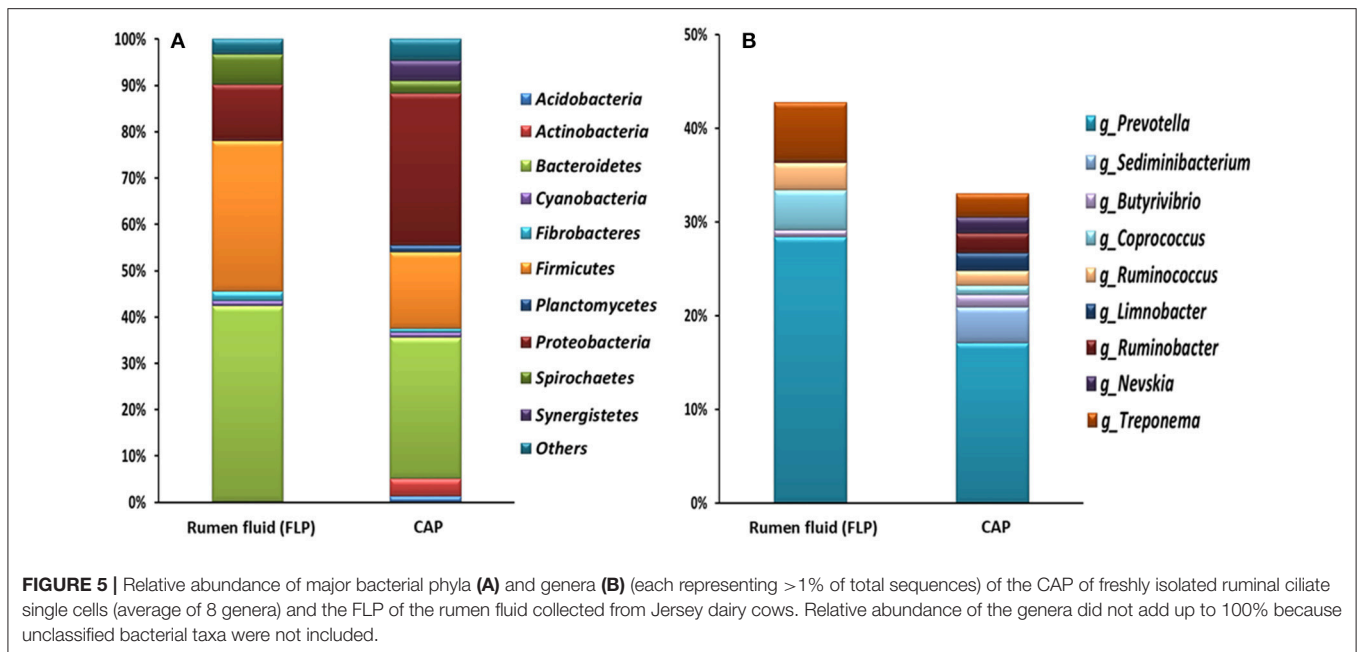 A
100%
90%
80%
70%
60%
50%
40%
30%
20%
10%
0%
Rumen fluid (FLP)
CAP
Acidobacteria
Actinobacteria
Bacteroidetes
Cyanobacteria
Fibrobacteres
Firmicutes
Planctomycetes
Proteobacteria
Spirochaetes
Synergistetes
Others
B
50%
40%
30%
20%
10%
0%
Rumen fluid (FLP)
CAP
g_Prevotella
g_Sediminibacterium
g_Butyrivibrio
g_Coprococcus
g_Ruminococcus
g_Limnobacter
g_Ruminobacter
g_Nevskia
g_Treponema
FIGURE 5 | Relative abundance of major bacterial phyla (A) and genera (B) (each representing >1% of total sequences) of the CAP of freshly isolated ruminal ciliate
single cells (average of 8 genera) and the FLP of the rumen fluid collected from Jersey dairy cows. Relative abundance of the genera did not add up to 100% because
unclassified bacterial taxa were not included.